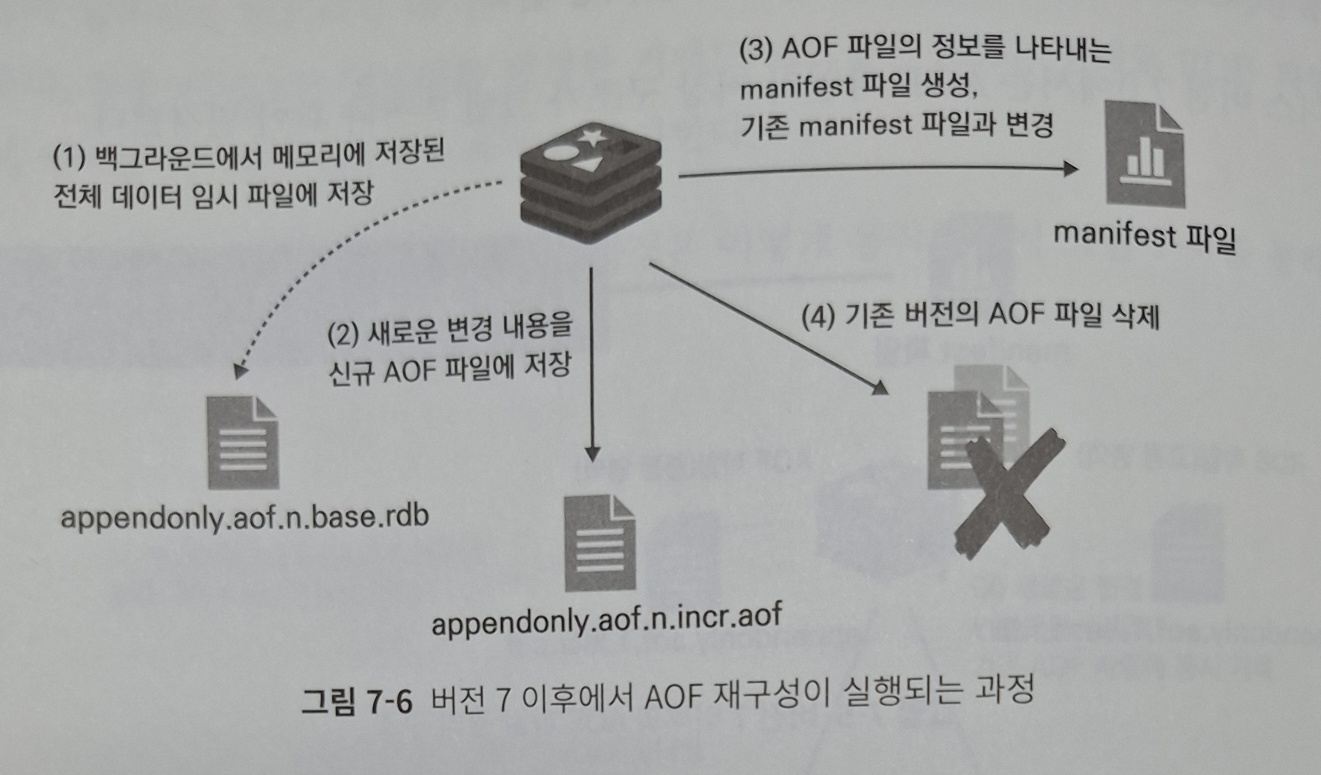 (3) AOF 파일의 정보를 나타내는
manifest 파일 생성,
기존 manifest 파일과 변경
(1) 백그라운드에서 메모리에 저장된
전체 데이터 임시 파일에 저장
manifest 파일
(2) 새로운 변경 내용을
신규 AOF 파일에 저장
(4) 기존 버전의 AOF 파일 삭제
appendonly.aof.n.base.rdb
appendonly.aof.n.incr.aof
그림 7-6 버전 7 이후에서 AOF 재구성이 실행되는 과정